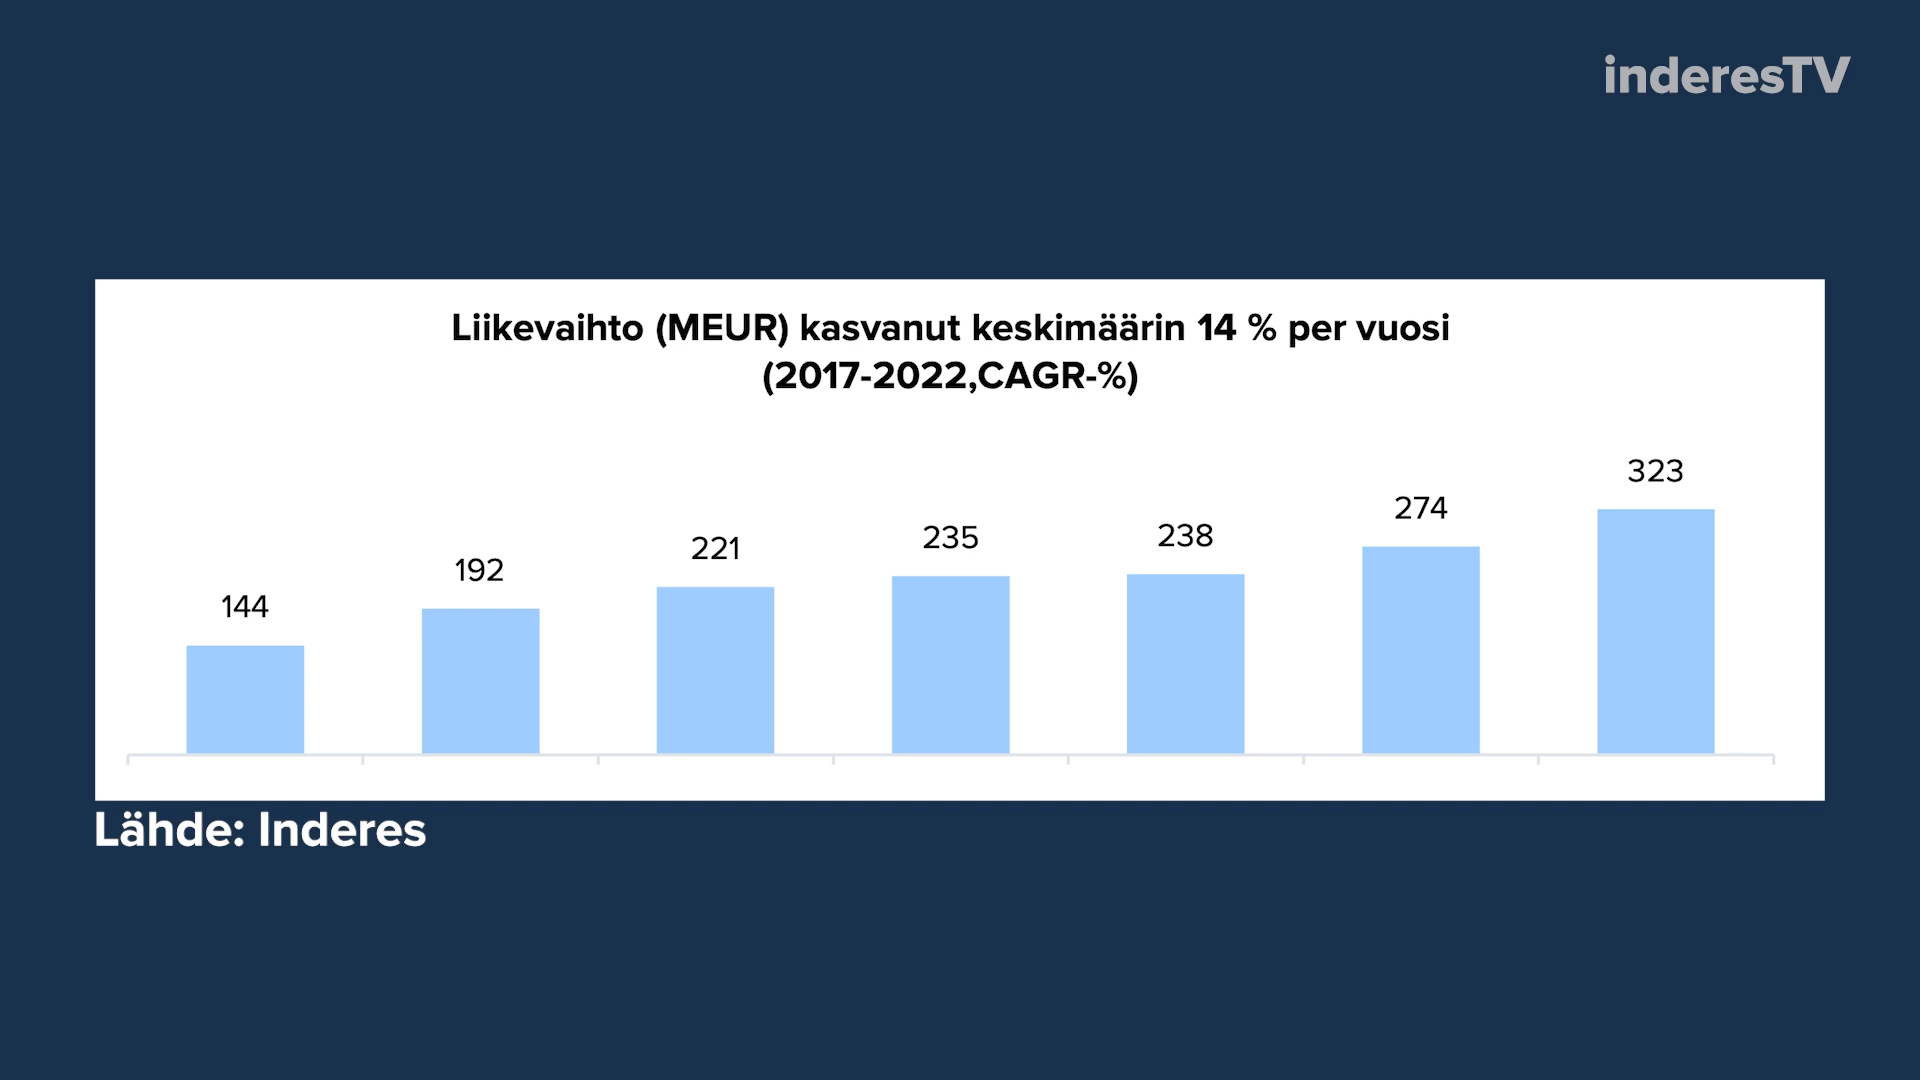 inderesTV
Liikevaihto (MEUR) kasvanut keskimäärin 14 % per vuosi
(2017-2022,CAGR-%)
144
192
221
235
238
274
323
Lähde: Inderes